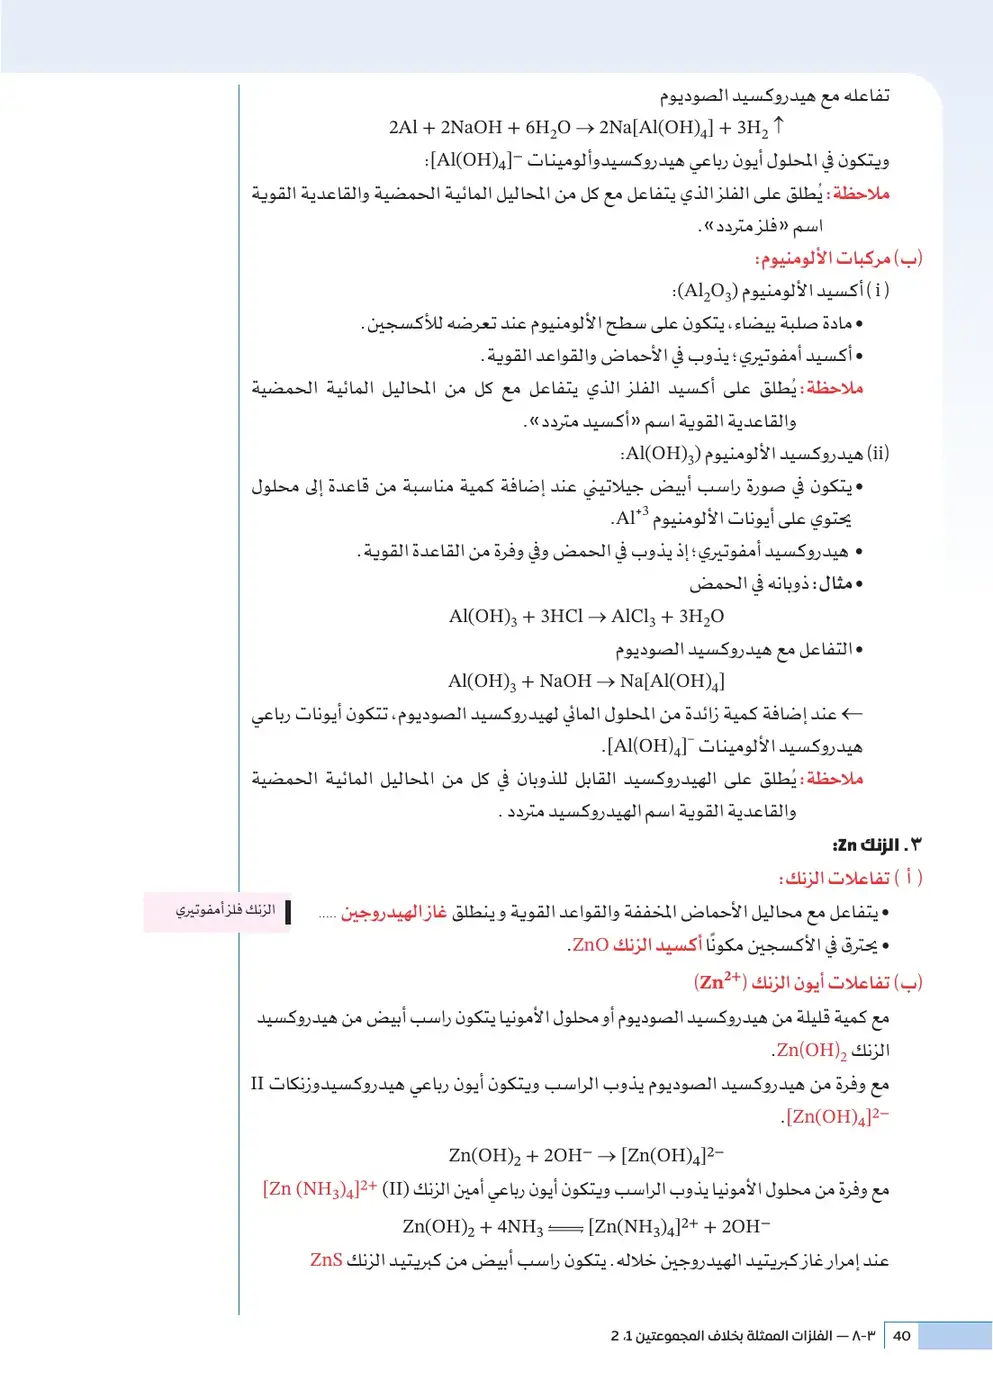 تفاعله مع هيدروكسيد الصوديوم
2Al + 2NaOH + 6H₂O → 2Na[Al(OH)₄] + 3H₂ ↑
ويتكون في المحلول أيون رباعي هيدروكسيدوألومينات [Al(OH)₄]⁻:
ملاحظة: يُطلق على الفلز الذي يتفاعل مع كل من المحاليل المائية الحمضية والقاعدية القوية
اسم «فلز متردد».
(ب) مركبات الألومنيوم:
(i) أكسيد الألومنيوم (Al₂O₃):
• مادة صلبة بيضاء، يتكون على سطح الألومنيوم عند تعرضه للأكسجين.
• أكسيد أمفوتيري؛ يذوب في الأحماض والقواعد القوية.
ملاحظة: يُطلق على أكسيد الفلز الذي يتفاعل مع كل من المحاليل المائية الحمضية
والقاعدية القوية اسم «أكسيد متردد».
(ii) هيدروكسيد الألومنيوم (Al(OH)₃:
• يتكون في صورة راسب أبيض جيلاتيني عند إضافة كمية مناسبة من قاعدة إلى محلول
يحتوي على أيونات الألومنيوم Al⁺³.
• هيدروكسيد أمفوتيري؛ إذ يذوب في الحمض وفي وفرة من القاعدة القوية.
• مثال: ذوبانه في الحمض
Al(OH)₃ + 3HCl → AlCl₃ + 3H₂O
• التفاعل مع هيدروكسيد الصوديوم
Al(OH)₃ + NaOH → Na[Al(OH)₄]
← عند إضافة كمية زائدة من المحلول المائي لهيدروكسيد الصوديوم، تتكون أيونات رباعي
هيدروكسيد الألومينات [Al(OH)₄]⁻.
ملاحظة: يُطلق على الهيدروكسيد القابل للذوبان في كل من المحاليل المائية الحمضية
والقاعدية القوية اسم الهيدروكسيد متردد .
٣. الزنك Zn:
( أ ) تفاعلات الزنك:
• يتفاعل مع محاليل الأحماض المخففة والقواعد القوية وينطلق غاز الهيدروجين .....
الزنك فلز أمفوتيري
• يحترق في الأكسجين مكونًا أكسيد الزنك ZnO.
(ب) تفاعلات أيون الزنك (Zn²⁺)
مع كمية قليلة من هيدروكسيد الصوديوم أو محلول الأمونيا يتكون راسب أبيض من هيدروكسيد
الزنك Zn(OH)₂.
مع وفرة من هيدروكسيد الصوديوم يذوب الراسب ويتكون أيون رباعي هيدروكسيدوزنكات II
[Zn(OH)₄]²⁻.
Zn(OH)₂ + 2OH⁻ → [Zn(OH)₄]²⁻
مع وفرة من محلول الأمونيا يذوب الراسب ويتكون أيون رباعي أمين الزنك (II) [Zn (NH₃)₄]²⁺
Zn(OH)₂ + 4NH₃ ⇌ [Zn(NH₃)₄]²⁺ + 2OH⁻
عند إمرار غاز كبريتيد الهيدروجين خلاله. يتكون راسب أبيض من كبريتيد الزنك ZnS
40 ٣-٨ — الفلزات الممثلة بخلاف المجموعتين 1، 2